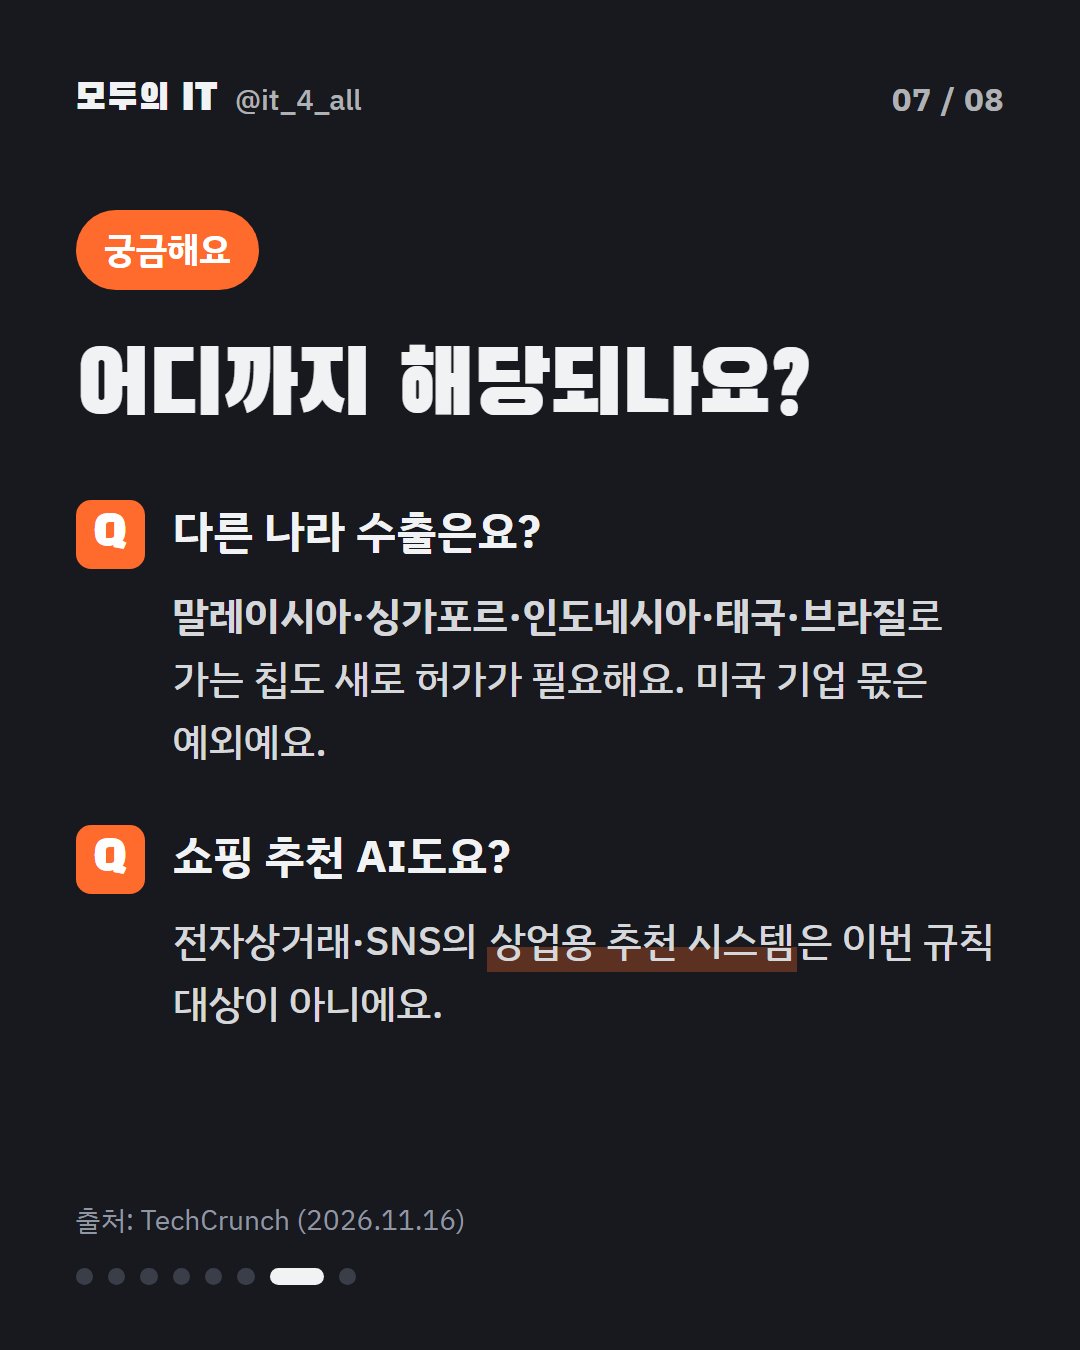 모두의 IT @it_4_all
07 / 08
궁금해요
어디까지 해당되나요?
Q 다른 나라 수출은요?
말레이시아·싱가포르·인도네시아·태국·브라질로
가는 칩도 새로 허가가 필요해요. 미국 기업 몫은
예외예요.
Q 쇼핑 추천 AI도요?
전자상거래·SNS의 상업용 추천 시스템은 이번 규칙
대상이 아니에요.
출처: TechCrunch (2026.11.16)